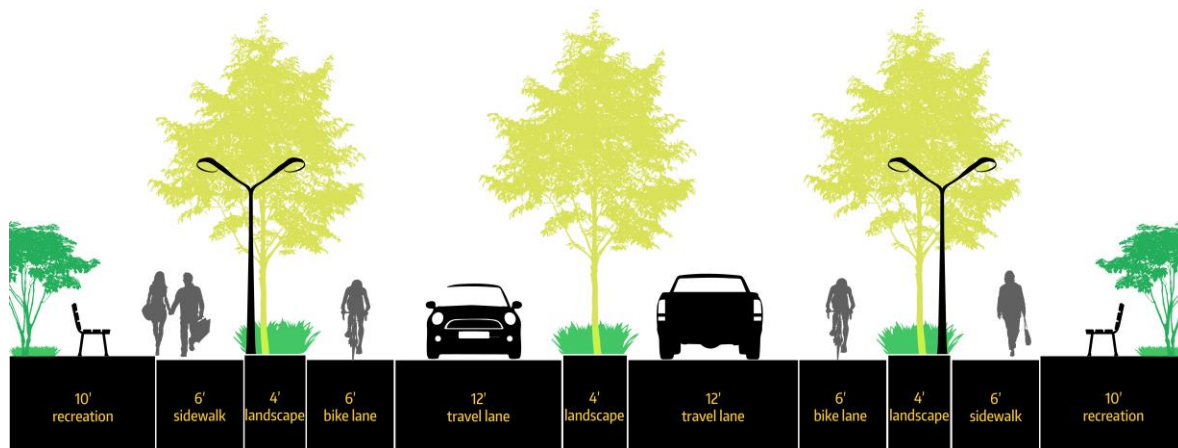 10'
recreation
6'
sidewalk
4'
landscape
6'
bike lane
12'
travel lane
4'
landscape
12'
travel lane
6'
bike lane
4'
landscape
6'
sidewalk
10'
recreation